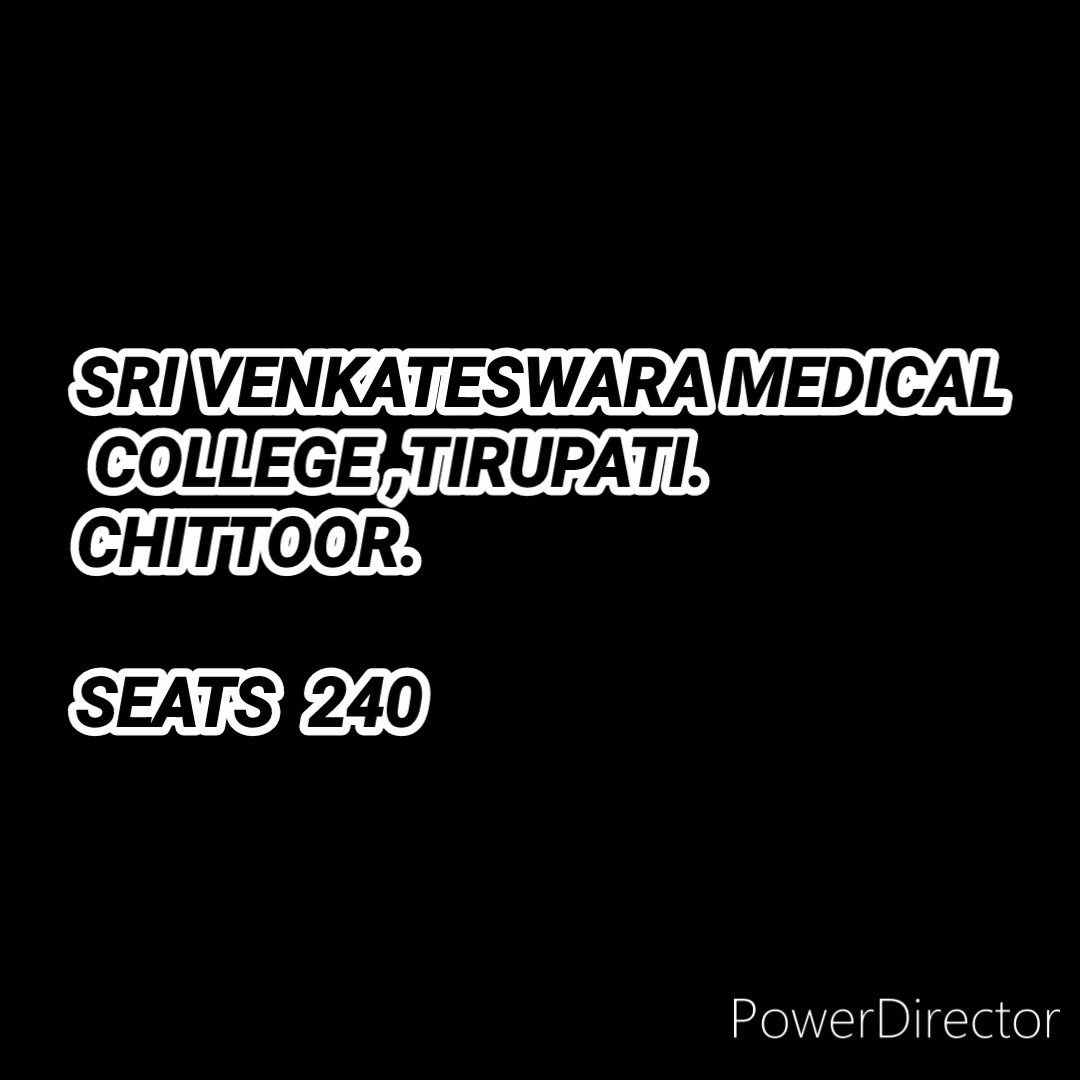 SRI VENKATESWARA MEDICAL
COLLEGE ,TIRUPATI.
CHITTOOR.
SEATS 240
PowerDirector